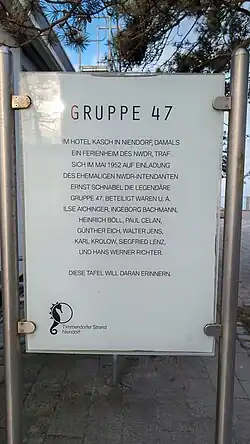 GRUPPE 47
IM HOTEL KASCH IN NIENDORF, DAMALS
EIN FERIENHEIM DES NWDR, TRAF
SICH IM MAI 1952 AUF EINLADUNG
DES EHEMALIGEN NWDR-INTENDANTEN
ERNST SCHNABEL DIE LEGENDÄRE
GRUPPE 47. BETEILIGT WAREN U. A.
ILSE AICHINGER, INGEBORG BACHMANN,
HEINRICH BÖLL, PAUL CELAN,
GÜNTHER EICH, WALTER JENS,
KARL KROLOW, SIEGFRIED LENZ,
UND HANS WERNER RICHTER.
DIESE TAFEL WILL DARAN ERINNERN.
Timmendorfer Strand
Niendorf